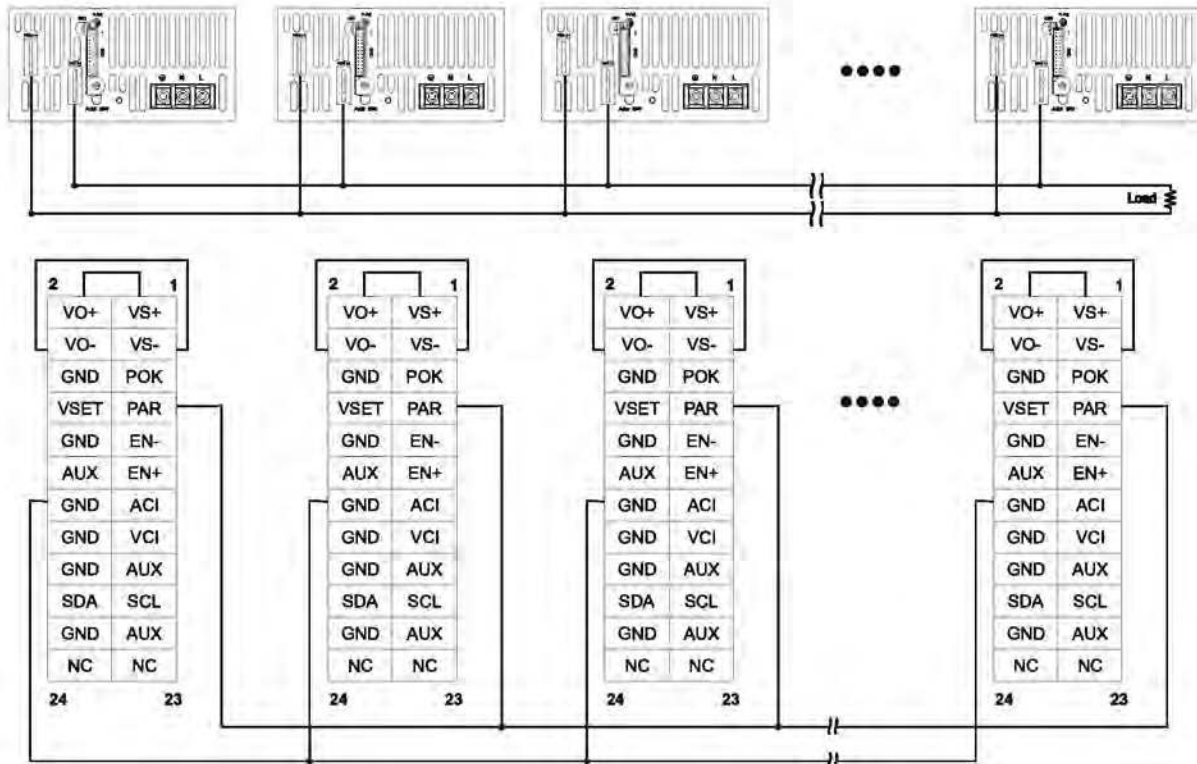 G N L
G N L
G N L
G N L
Load
2 1 2 1 2 1 2 1
VO+ VS+ VO+ VS+ VO+ VS+ VO+ VS+
VO- VS- VO- VS- VO- VS- VO- VS-
GND POK GND POK GND POK GND POK
VSET PAR VSET PAR VSET PAR VSET PAR
GND EN- GND EN- GND EN- GND EN-
AUX EN+ AUX EN+ AUX EN+ AUX EN+
GND ACI GND ACI GND ACI GND ACI
GND VCI GND VCI GND VCI GND VCI
GND AUX GND AUX GND AUX GND AUX
SDA SCL SDA SCL SDA SCL SDA SCL
GND AUX GND AUX GND AUX GND AUX
NC NC NC NC NC NC NC NC
24 23 24 23 24 23 24 23